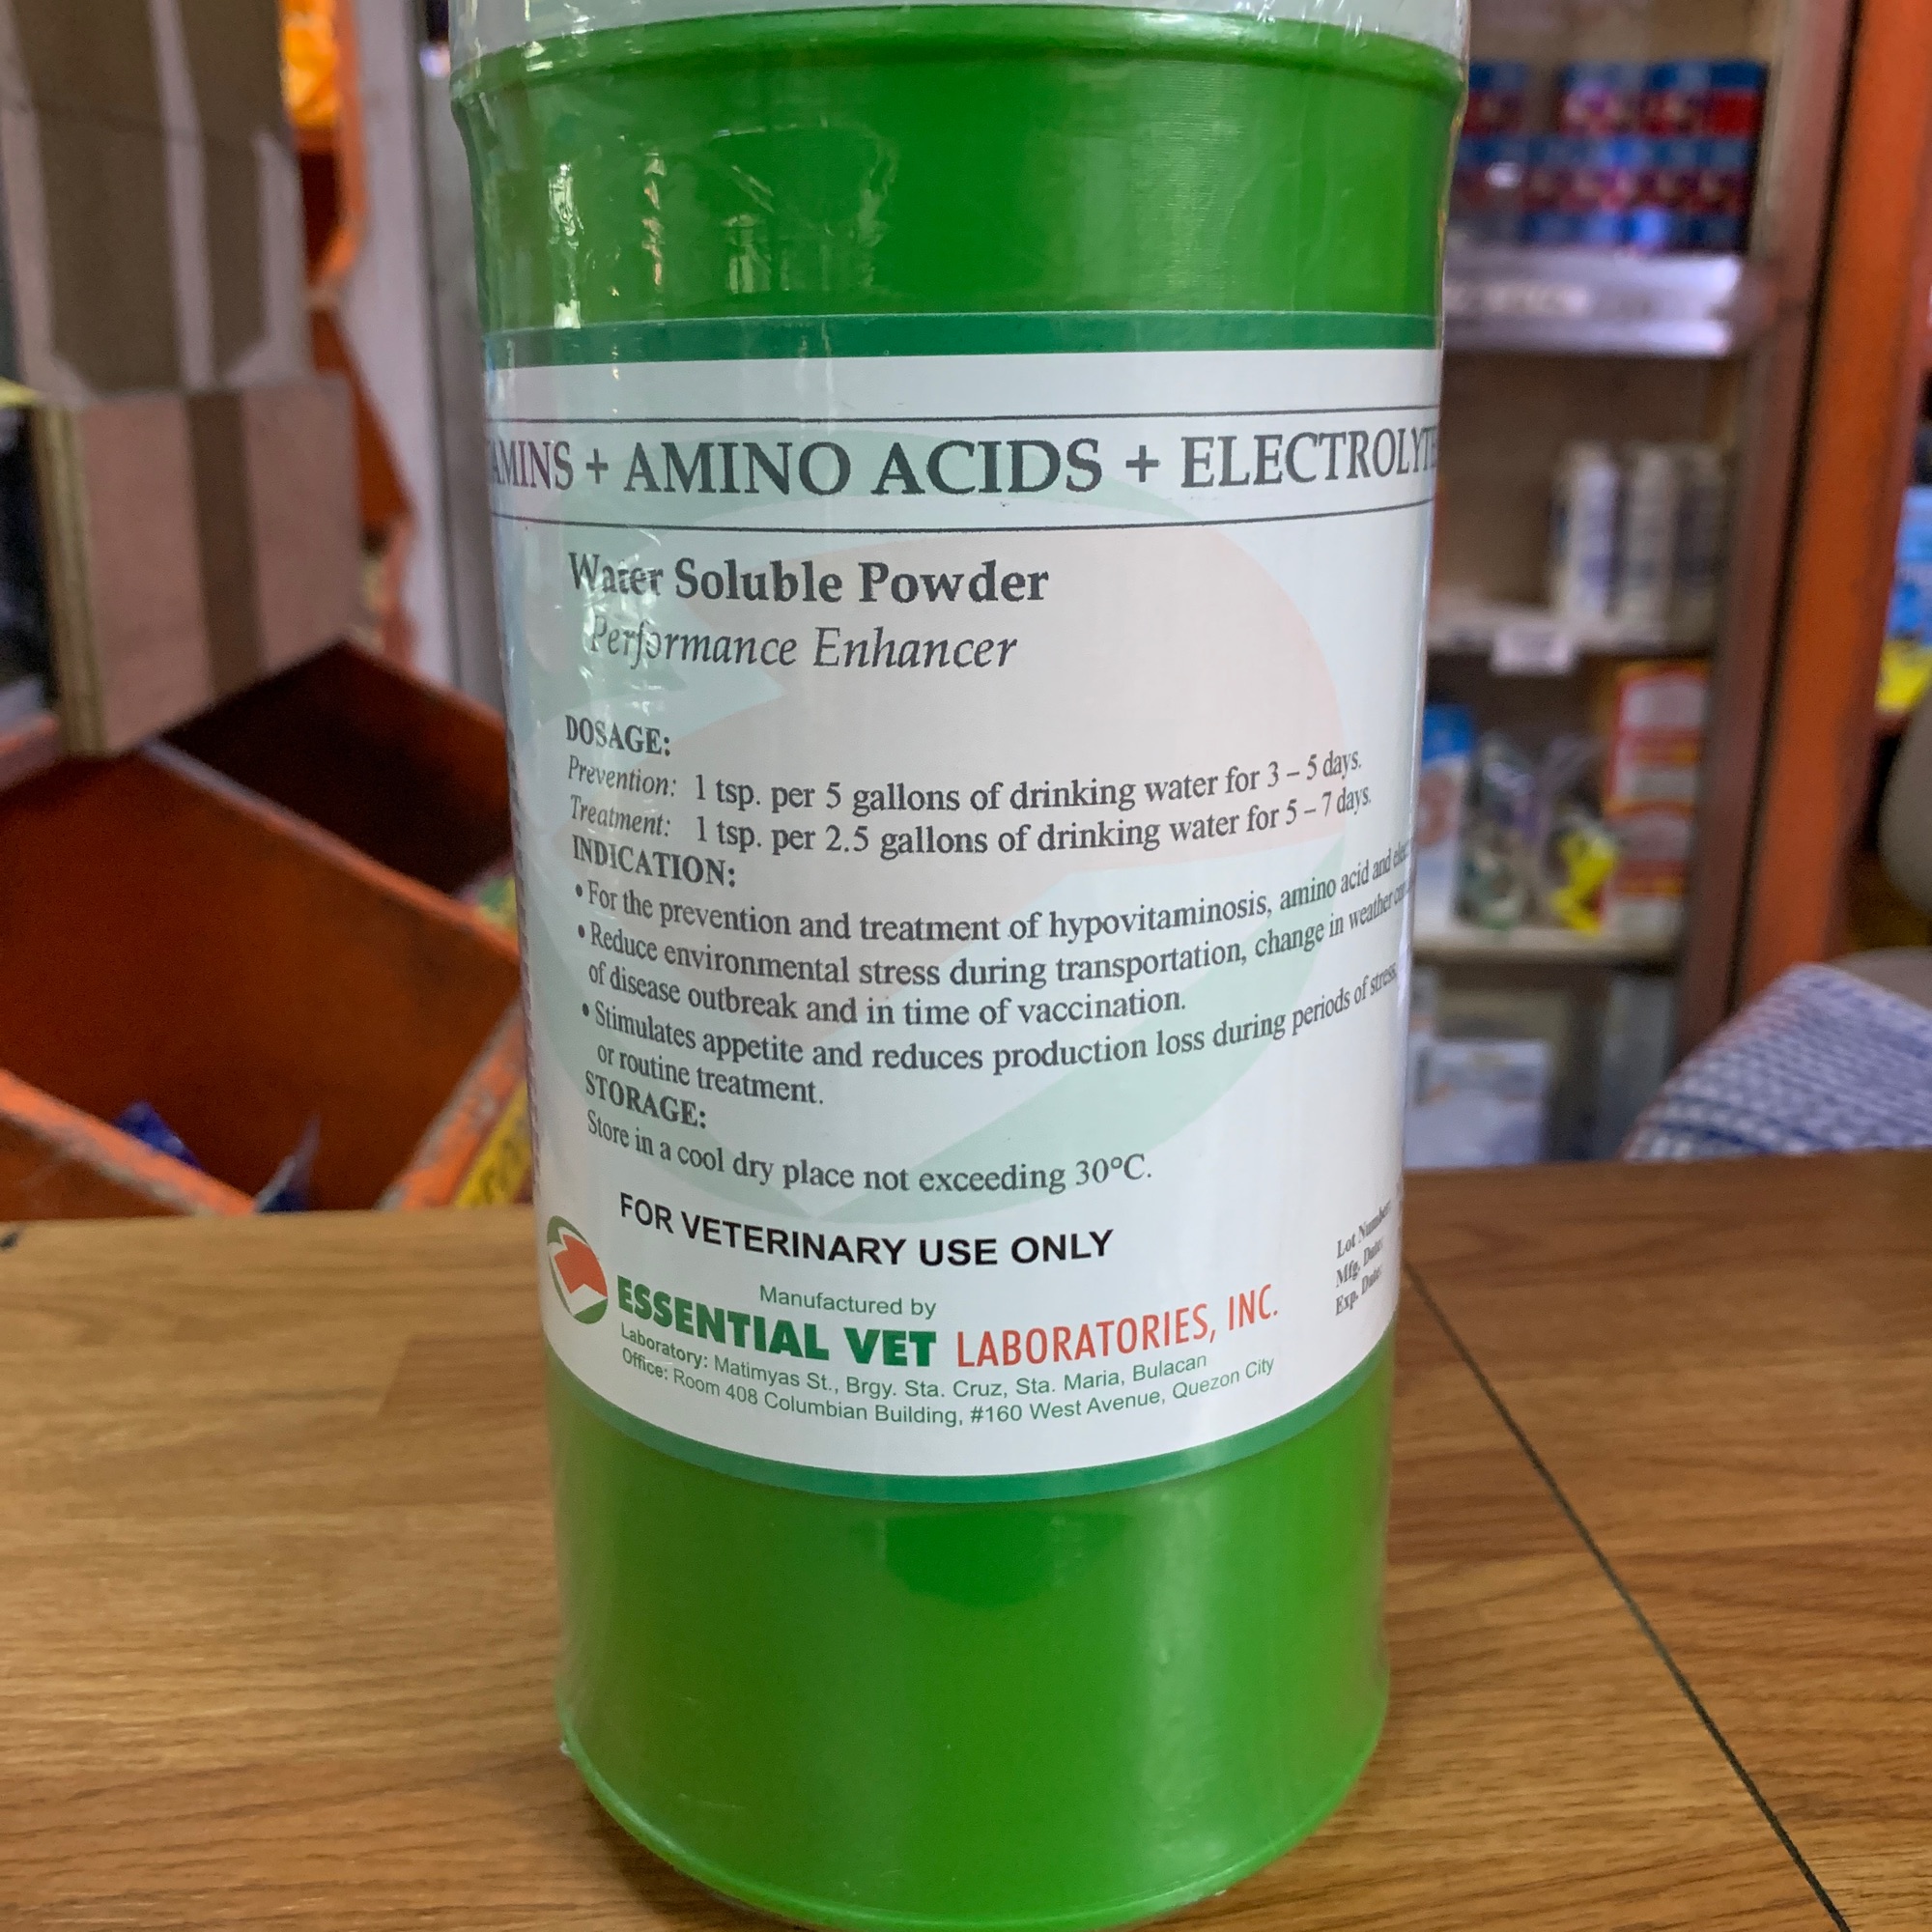 AMINS + AMINO ACIDS + ELECTROLYTE
Water Soluble Powder
Performance Enhancer
DOSAGE:
Prevention: 1 tsp. per 5 gallons of drinking water for 3 – 5 days.
Treatment: 1 tsp. per 2.5 gallons of drinking water for 5 – 7 days.
INDICATION:
• For the prevention and treatment of hypovitaminosis, amino acid and
• Reduce environmental stress during transportation, change in weather
of disease outbreak and in time of vaccination.
• Stimulates appetite and reduces production loss during periods of stress
or routine treatment.
STORAGE:
Store in a cool dry place not exceeding 30°C.
FOR VETERINARY USE ONLY
Manufactured by
ESSENTIAL VET LABORATORIES, INC.
Laboratory: Matimyas St., Brgy. Sta. Cruz, Sta. Maria, Bulacan
Office: Room 408 Columbian Building, #160 West Avenue, Quezon City
Lot Number:
Mfg. Date:
Exp. Date: